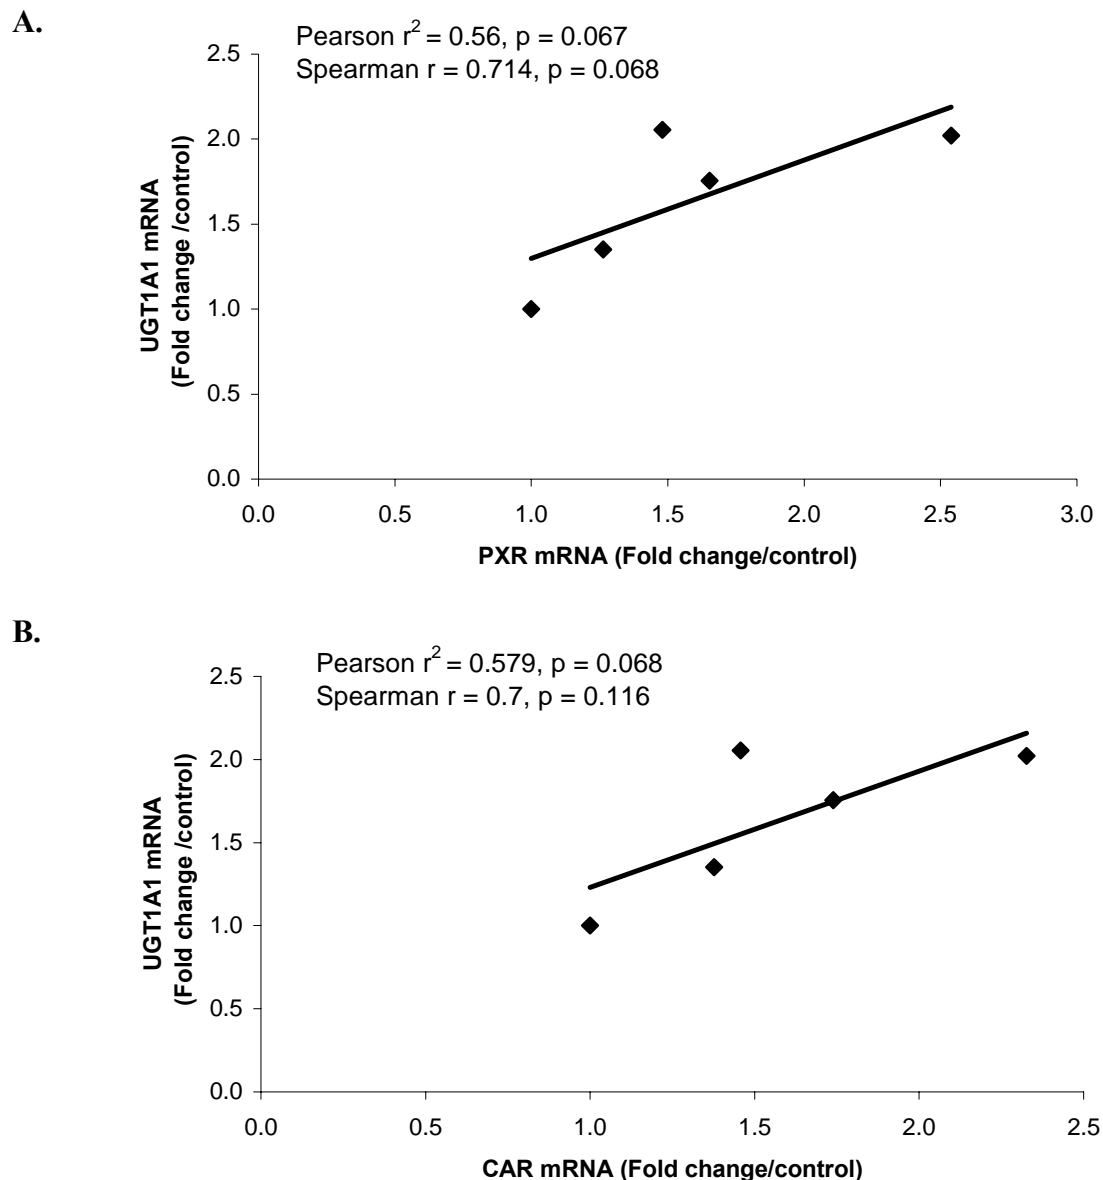 A.
Pearson r² = 0.56, p = 0.067
Spearman r = 0.714, p = 0.068
UGT1A1 mRNA
(Fold change /control)
2.5
2.0
1.5
1.0
0.5
0.0
0.0 0.5 1.0 1.5 2.0 2.5 3.0
PXR mRNA (Fold change/control)
B.
Pearson r² = 0.579, p = 0.068
Spearman r = 0.7, p = 0.116
UGT1A1 mRNA
(Fold change /control)
2.5
2.0
1.5
1.0
0.5
0.0
0.0 0.5 1.0 1.5 2.0 2.5
CAR mRNA (Fold change/control)